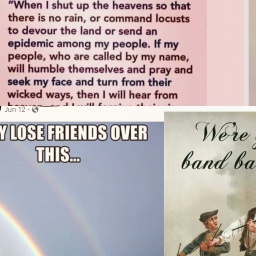 "When I shut up the heavens so that
there is no rain, or command locusts
to devour the land or send an
epidemic among my people. If my
people, who are called by my name,
will humble themselves and pray and
seek my face and turn from their
wicked ways, then I will hear from
Jun 12
LOSE FRIENDS OVER
THIS...
We're
band ba